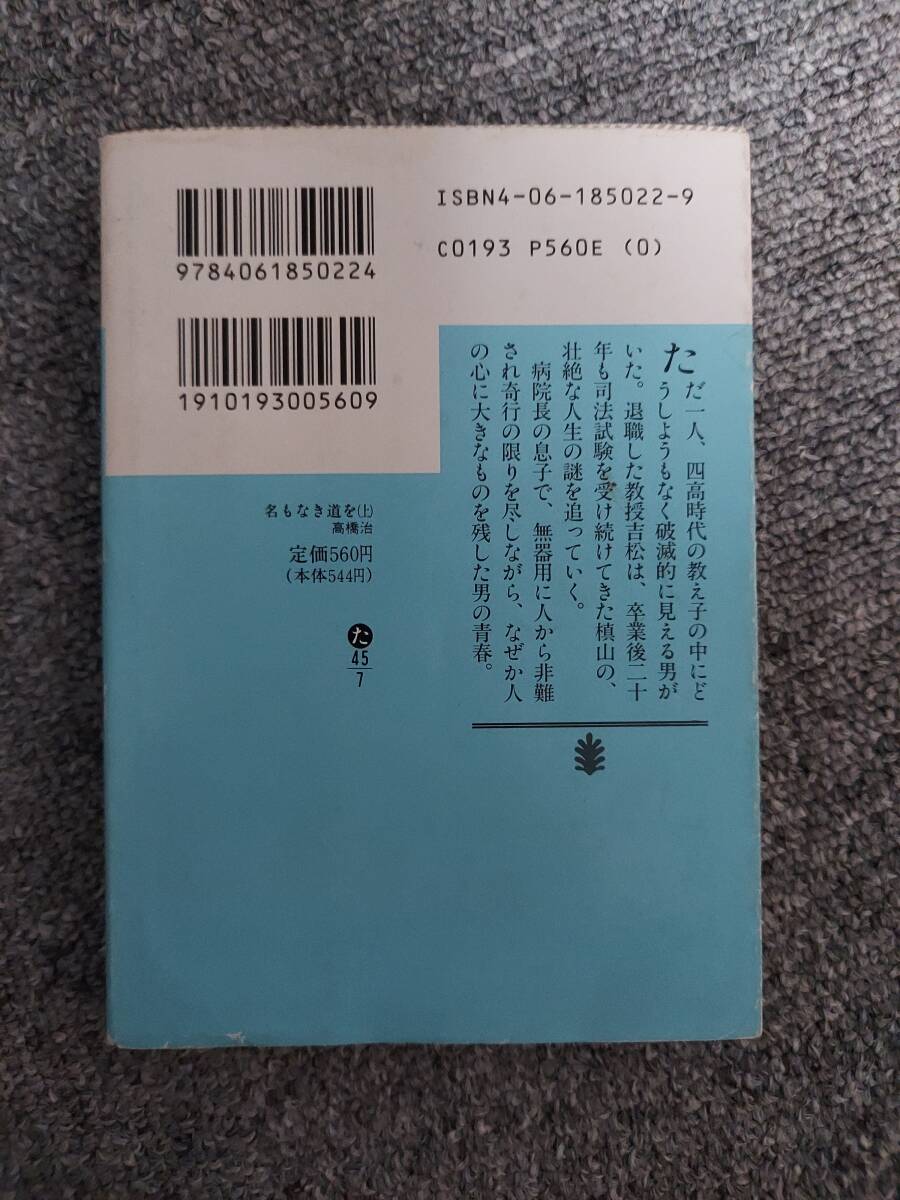 9784061850224
ISBN4-06-185022-9
C0193 P560E (0)
1910193005609
ただ一人、四高時代の教え子の中にど
うしようもなく破滅的に見える男が
いた。退職した教授吉松は、卒業後二十
年も司法試験を受け続けてきた槙山の、
壮絶な人生の謎を追っていく。
病院長の息子で、無器用に人から非難
され奇行の限りを尽しながら、なぜか人
の心に大きなものを残した男の青春。
名もなき道を(上)
高橋治
定価560円
(本体544円)
た
45
7